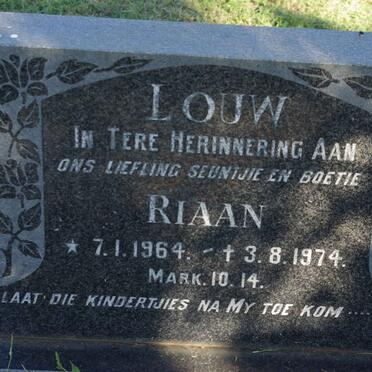 LOUW
IN TERE HERINNERING AAN
ONS LIEFLING SEUNTJIE EN BOETIE
RIAAN
★ 7.1.1964. - ✝ 3.8.1974.
MARK. 10.14.
LAAT DIE KINDERTJIES NA MY TOE KOM ....